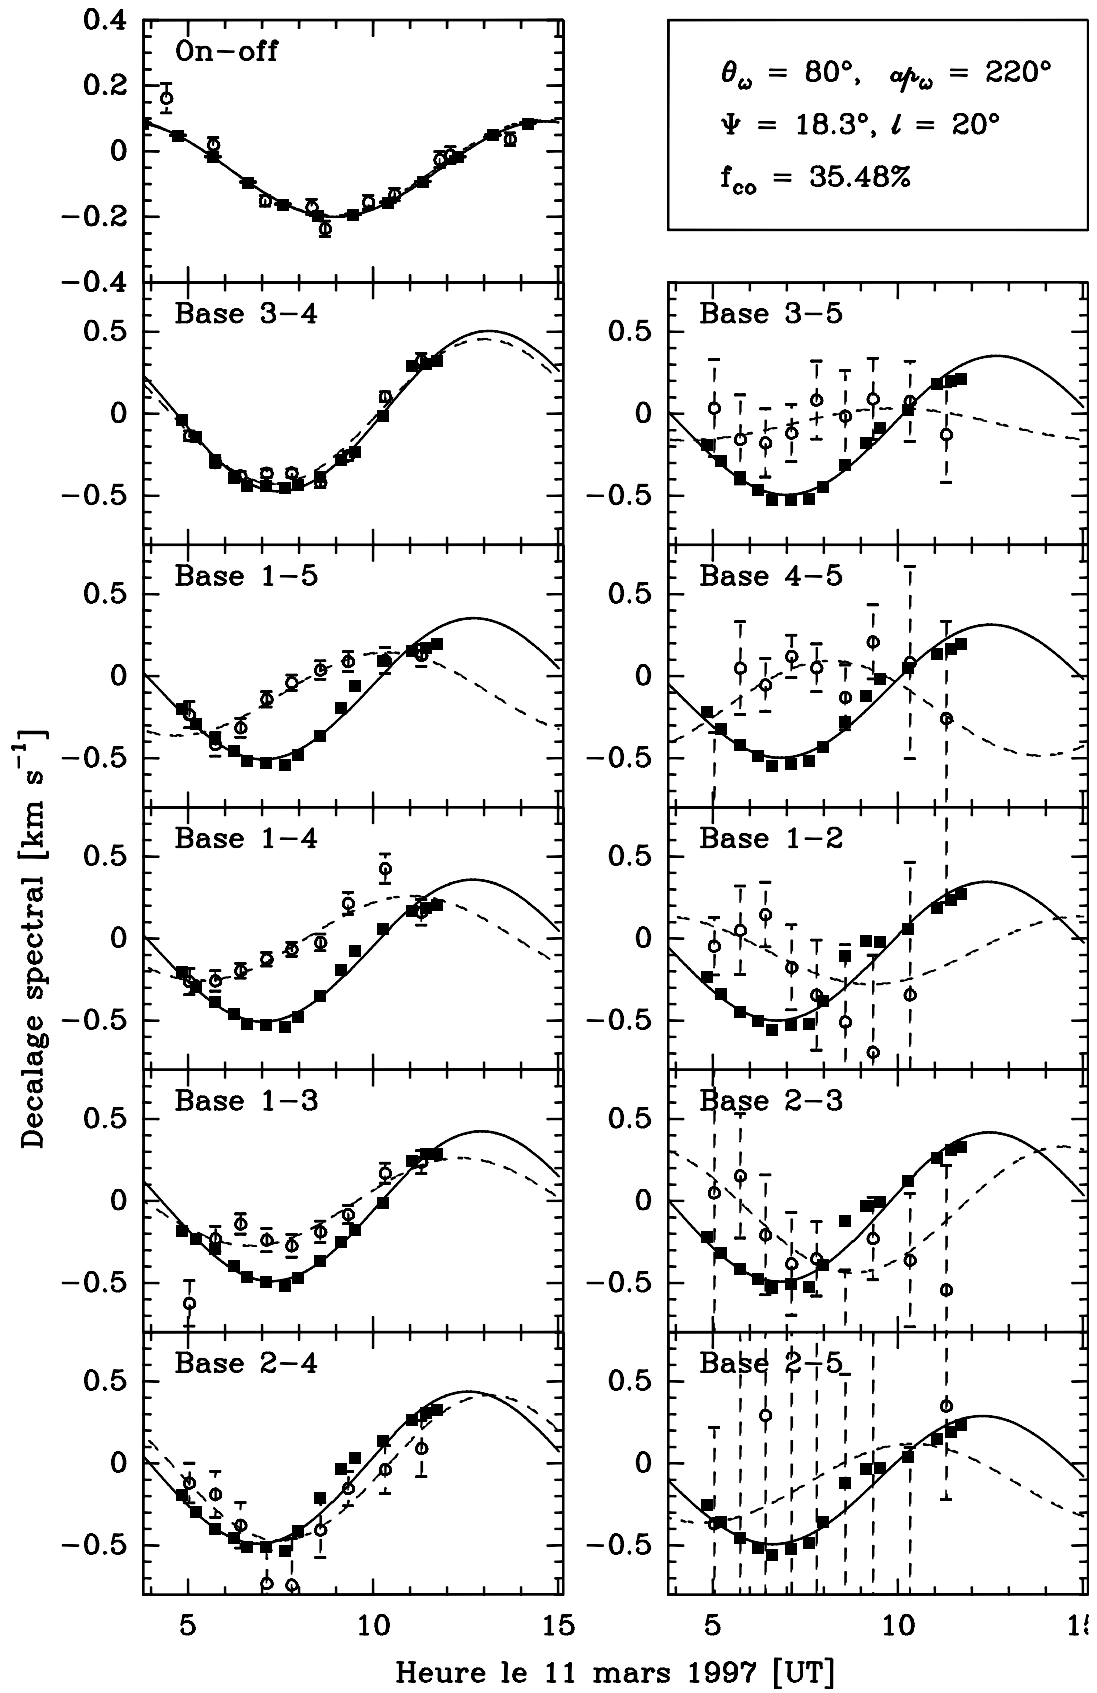 0.4
On-off
0.2
0
-0.2
-0.4
θω = 80°, apω = 220°
Ψ = 18.3°, l = 20°
fco = 35.48%
Base 3-4
0.5
0
-0.5
Base 3-5
0.5
0
-0.5
Base 1-5
0.5
0
-0.5
Base 4-5
0.5
0
-0.5
Base 1-4
0.5
0
-0.5
Base 1-2
0.5
0
-0.5
Base 1-3
0.5
0
-0.5
Base 2-3
0.5
0
-0.5
Base 2-4
0.5
0
-0.5
Base 2-5
0.5
0
-0.5
5 10 15
5 10
Decalage spectral [km s⁻¹]
Heure le 11 mars 1997 [UT]